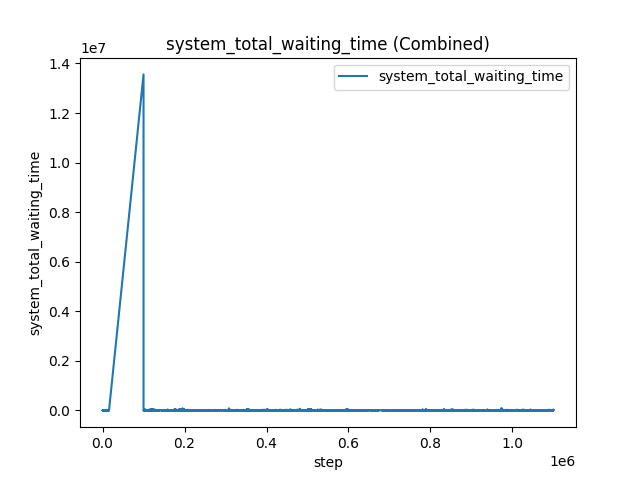 system_total_waiting_time (Combined)
1e7
system_total_waiting_time
1.4
1.2
1.0
0.8
0.6
0.4
0.2
0.0
system_total_waiting_time
0.0 0.2 0.4 0.6 0.8 1.0
step
1e6